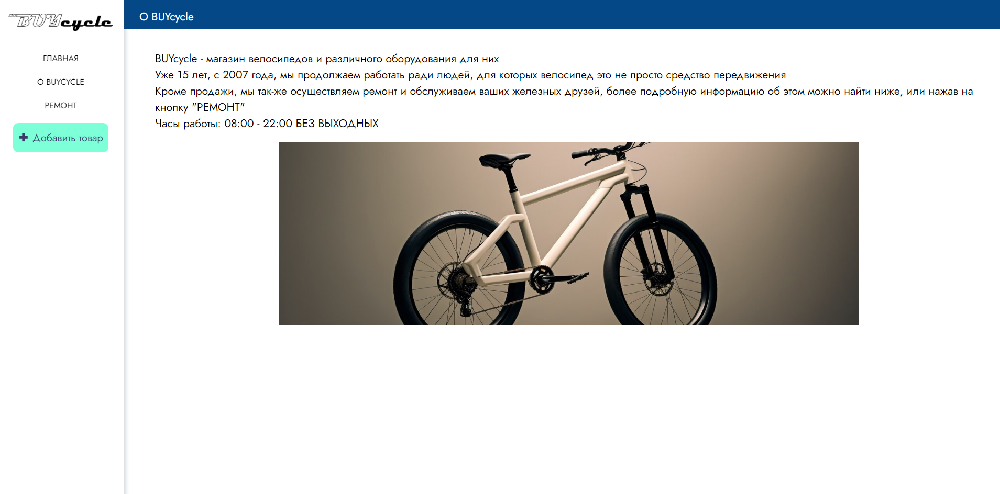 BUYcycle
ГЛАВНАЯ
О BUYCYCLE
РЕМОНТ
Добавить товар
О BUYcycle
BUYcycle - магазин велосипедов и различного оборудования для них
Уже 15 лет, с 2007 года, мы продолжаем работать ради людей, для которых велосипед это не просто средство передвижения
Кроме продажи, мы так-же осуществляем ремонт и обслуживаем ваших железных друзей, более подробную информацию об этом можно найти ниже, или нажав на
кнопку "РЕМОНТ"
Часы работы: 08:00 - 22:00 БЕЗ ВЫХОДНЫХ